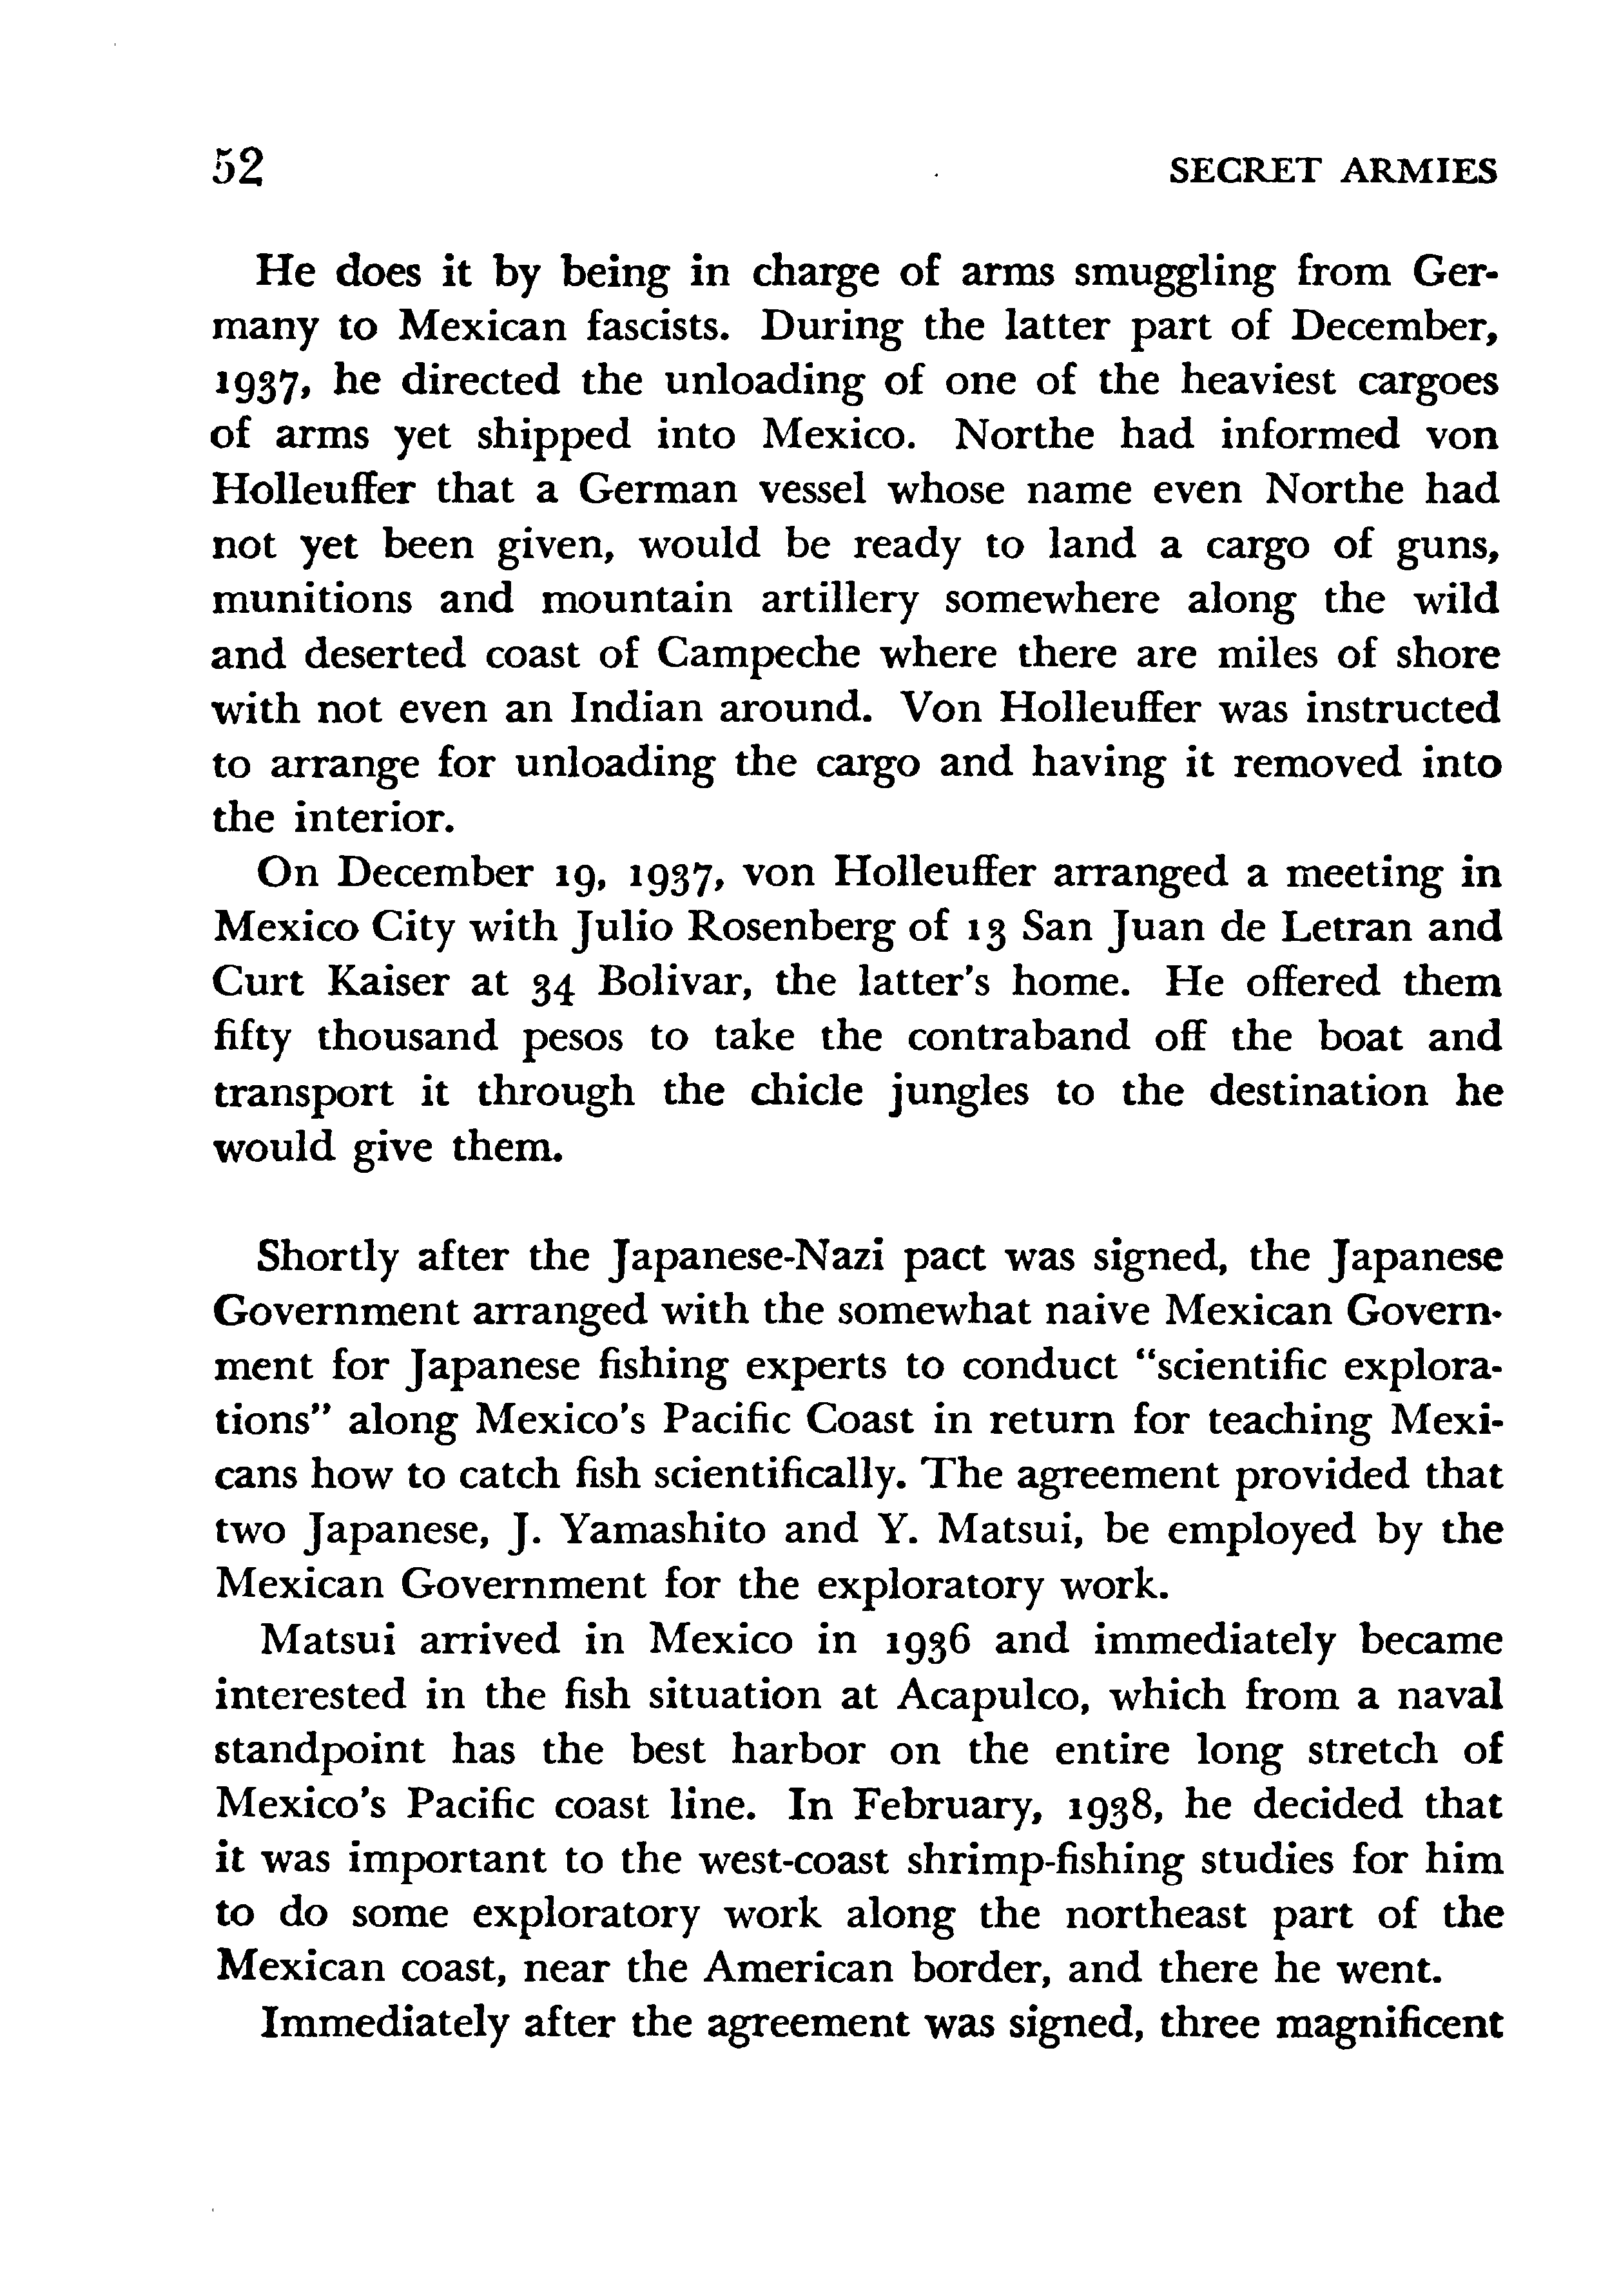 52 SECRET ARMIES
He does it by being in charge of arms smuggling from Ger-
many to Mexican fascists. During the latter part of December,
1937, he directed the unloading of one of the heaviest cargoes
of arms yet shipped into Mexico. Northe had informed von
Holleuffer that a German vessel whose name even Northe had
not yet been given, would be ready to land a cargo of guns,
munitions and mountain artillery somewhere along the wild
and deserted coast of Campeche where there are miles of shore
with not even an Indian around. Von Holleuffer was instructed
to arrange for unloading the cargo and having it removed into
the interior.
On December 19, 1937, von Holleuffer arranged a meeting in
Mexico City with Julio Rosenberg of 13 San Juan de Letran and
Curt Kaiser at 34 Bolivar, the latter's home. He offered them
fifty thousand pesos to take the contraband off the boat and
transport it through the chicle jungles to the destination he
would give them.
Shortly after the Japanese-Nazi pact was signed, the Japanese
Government arranged with the somewhat naive Mexican Govern-
ment for Japanese fishing experts to conduct "scientific explora-
tions" along Mexico's Pacific Coast in return for teaching Mexi-
cans how to catch fish scientifically. The agreement provided that
two Japanese, J. Yamashito and Y. Matsui, be employed by the
Mexican Government for the exploratory work.
Matsui arrived in Mexico in 1936 and immediately became
interested in the fish situation at Acapulco, which from a naval
standpoint has the best harbor on the entire long stretch of
Mexico's Pacific coast line. In February, 1938, he decided that
it was important to the west-coast shrimp-fishing studies for him
to do some exploratory work along the northeast part of the
Mexican coast, near the American border, and there he went.
Immediately after the agreement was signed, three magnificent